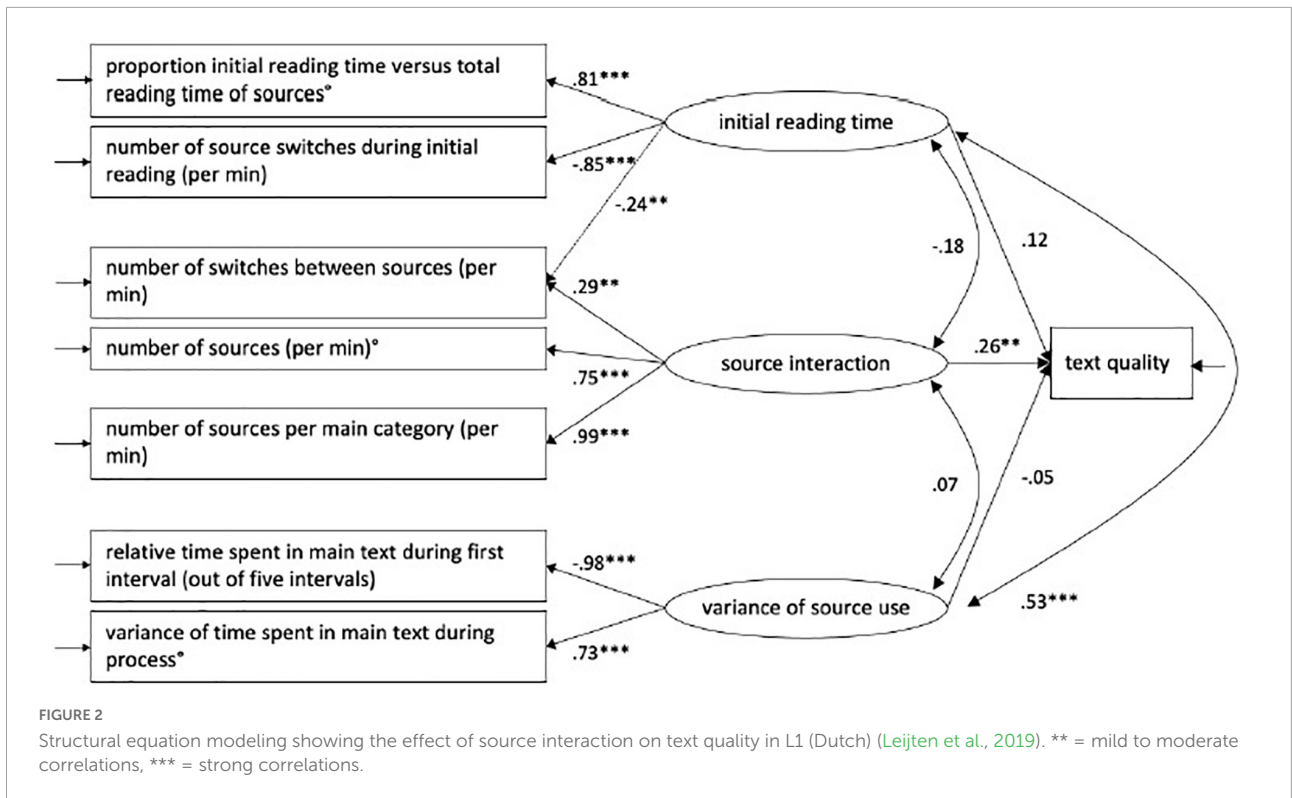 proportion initial reading time versus total
reading time of sources°
number of source switches during initial
reading (per min)
number of switches between sources (per
min)
number of sources (per min)°
number of sources per main category (per
min)
relative time spent in main text during first
interval (out of five intervals)
variance of time spent in main text during
process°
.81***
-.85***
-.24**
.29**
.75***
.99***
-.98***
.73***
initial reading time
source interaction
variance of source use
-.18
.12
.26**
.07
-.05
.53***
text quality
FIGURE 2
Structural equation modeling showing the effect of source interaction on text quality in L1 (Dutch) (Leijten et al., 2019). ** = mild to moderate
correlations, *** = strong correlations.